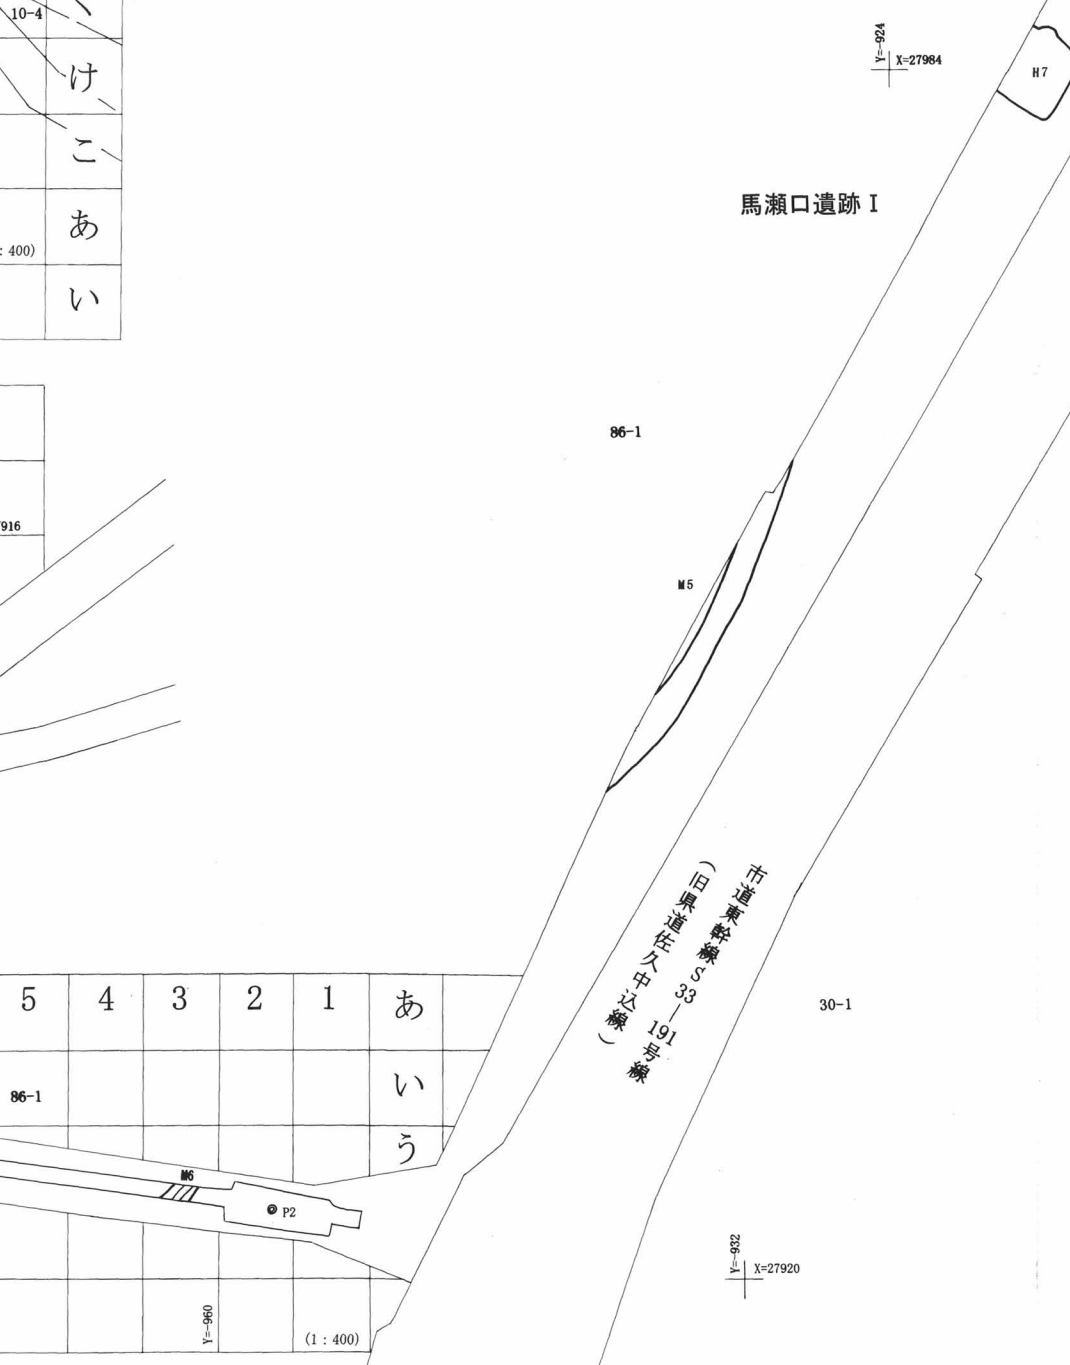 10-4
く
け
こ
あ
: 400)
い
Y=-924
X=27984
H7
馬瀬口遺跡 I
86-1
916
M5
市道東幹線S33―191号線
(旧県道佐久中込線)
30-1
5 4 3 2 1 あ
86-1
い
う
M6
P2
Y=-932
X=27920
Y=-960
(1 : 400)